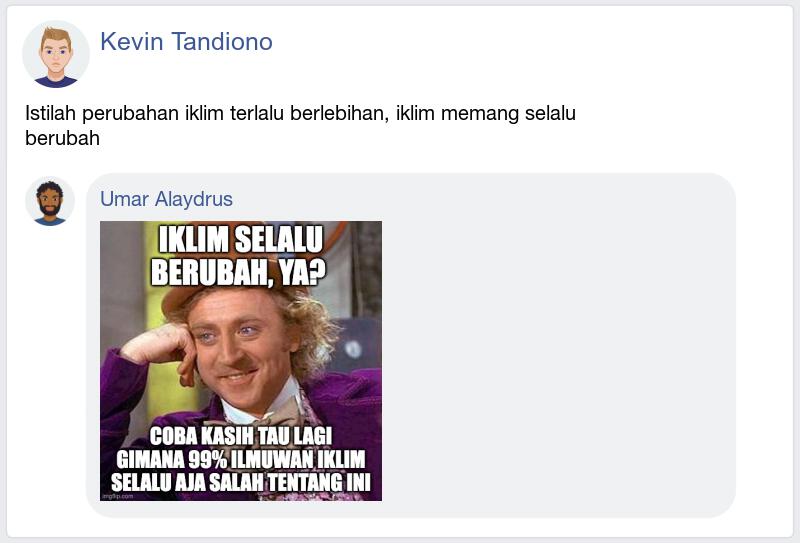 Kevin Tandiono
Istilah perubahan iklim terlalu berlebihan, iklim memang selalu
berubah
Umar Alaydrus
IKLIM SELALU
BERUBAH, YA?
COBA KASIH TAU LAGI
GIMANA 99% ILMUWAN IKLIM
SELALU AJA SALAH TENTANG INI
imgflip.com